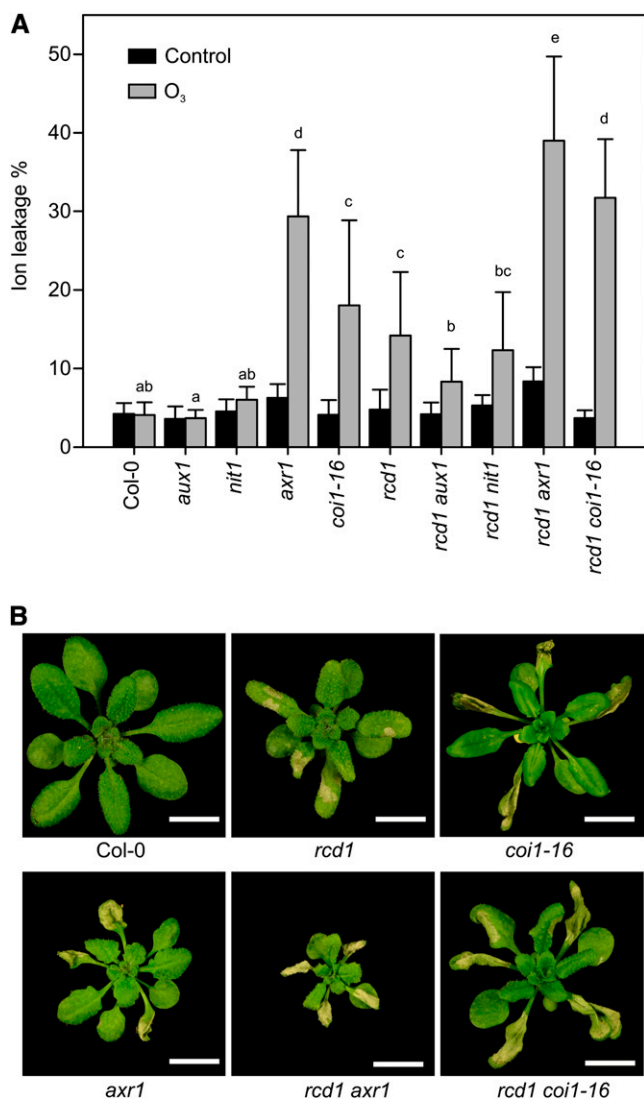 A
50
40
30
20
10
0
Ion leakage %
Control
O₃
ab
a
ab
d
c
c
b
bc
e
d
Col-0
aux1
nit1
axr1
coi1-16
rcd1
rcd1 aux1
rcd1 nit1
rcd1 axr1
rcd1 coi1-16
B
Col-0
rcd1
coi1-16
axr1
rcd1 axr1
rcd1 coi1-16